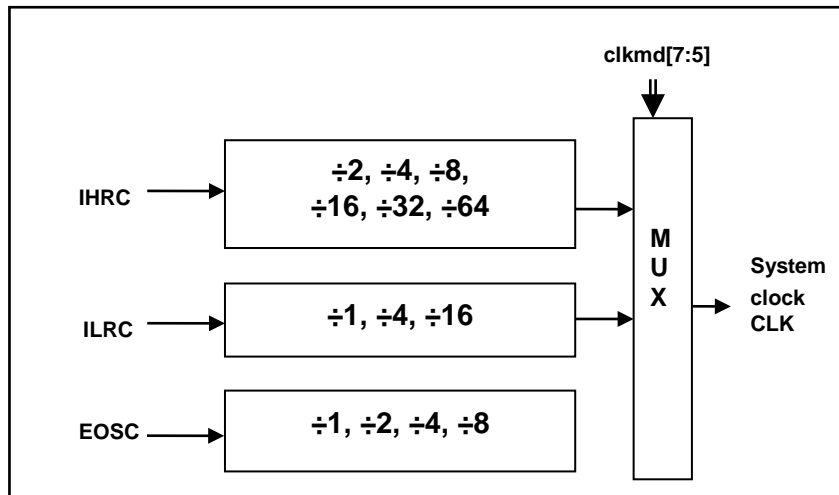 clkmd[7:5]
IHRC
÷2, ÷4, ÷8,
÷16, ÷32, ÷64
ILRC
÷1, ÷4, ÷16
EOSC
÷1, ÷2, ÷4, ÷8
M
U
X
System
clock
CLK